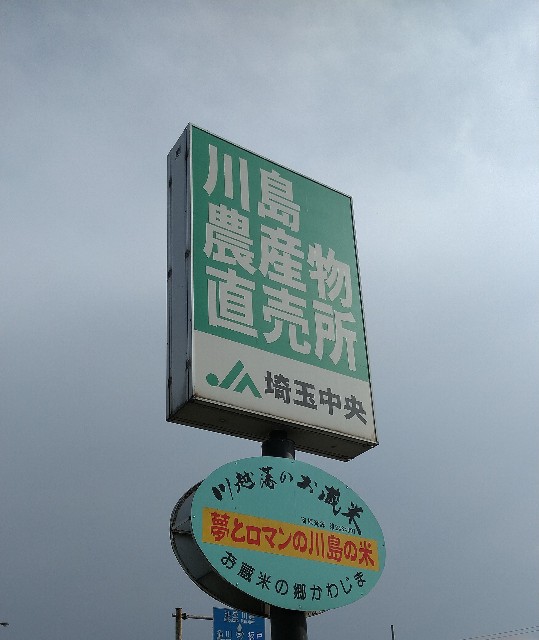 川島
農産物
直売所
JA 埼玉中央
川越藩のお蔵米
夢とロマンの川島の米
お蔵米の郷かわじま